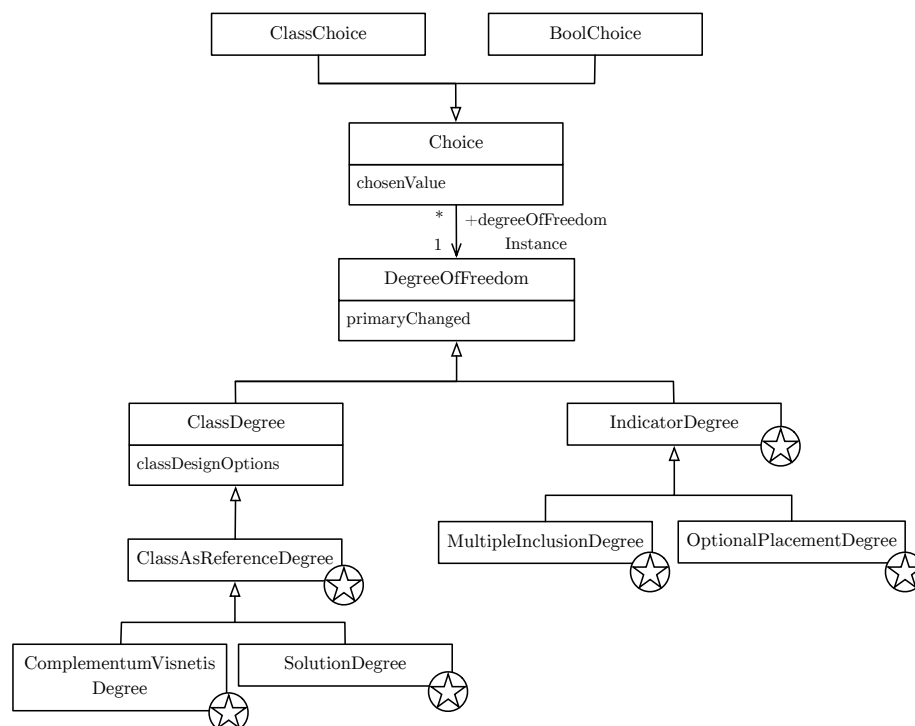 ClassChoice
BoolChoice
Choice
chosenValue
* +degreeOfFreedom
1 Instance
DegreeOfFreedom
primaryChanged
ClassDegree
IndicatorDegree
classDesignOptions
MultipleInclusionDegree
OptionalPlacementDegree
ClassAsReferenceDegree
ComplementumVisnetis
Degree
SolutionDegree